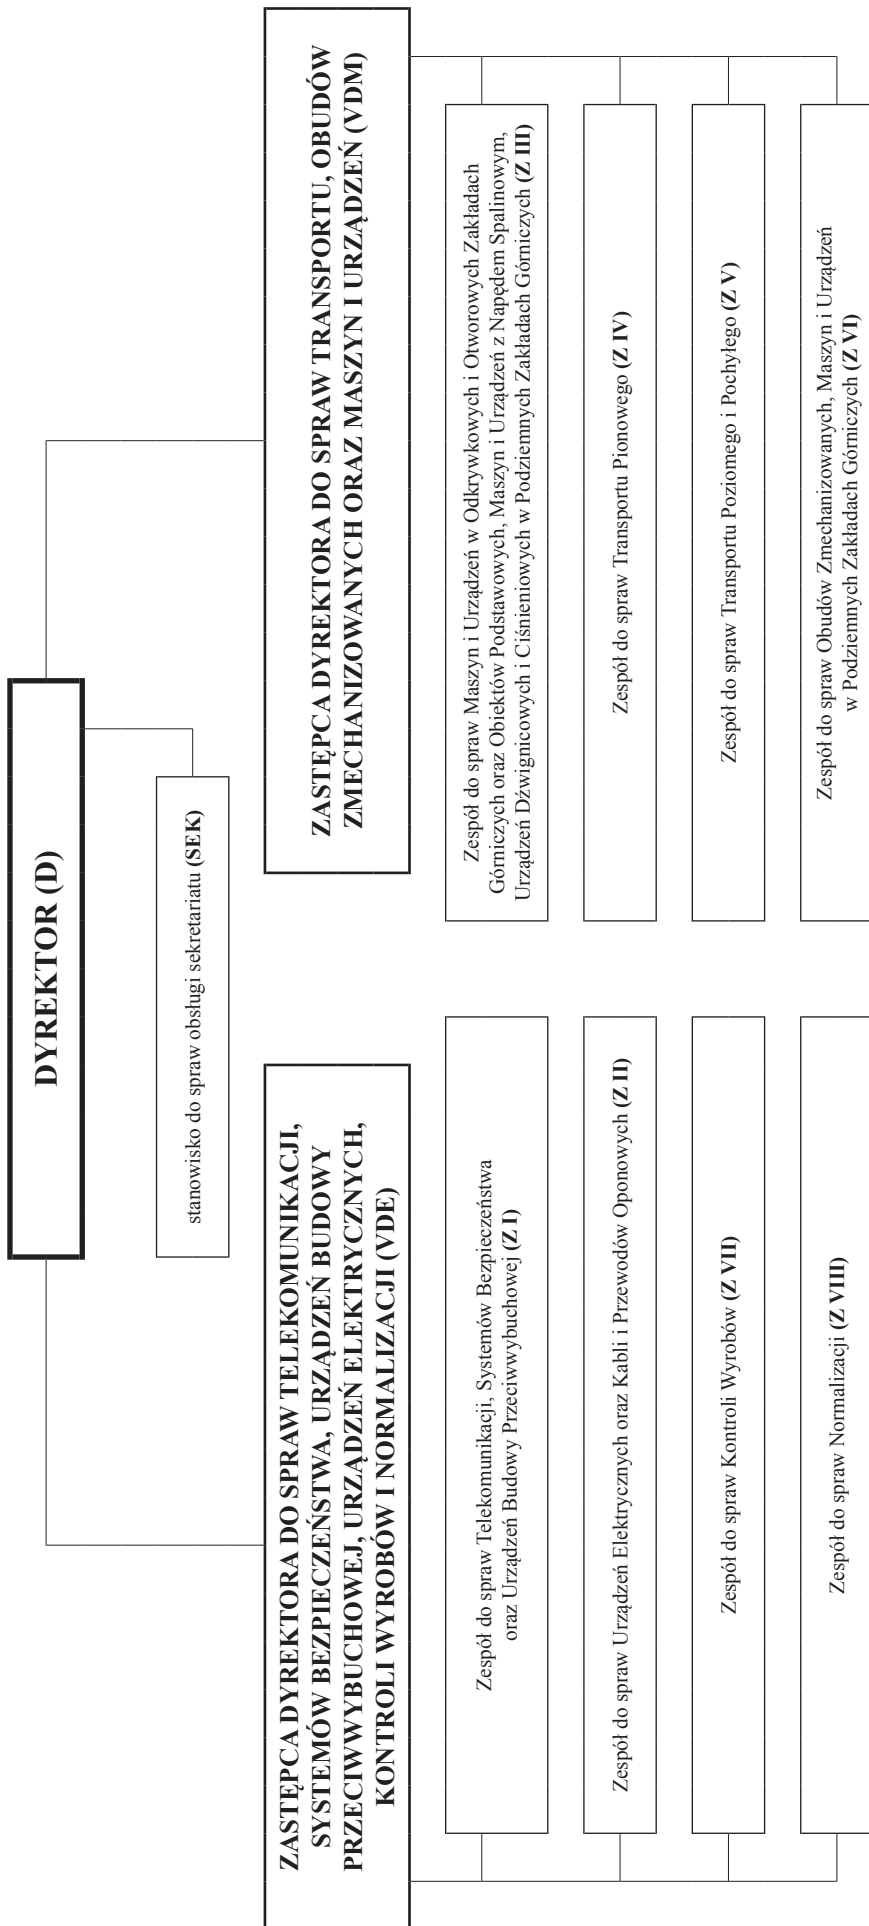 DYREKTOR (D)
stanowisko do spraw obsługi sekretariatu (SEK)
ZASTĘPCA DYREKTORA DO SPRAW TELEKOMUNIKACJI,
SYSTEMÓW BEZPIECZEŃSTWA, URZĄDZEŃ BUDOWY
PRZECIWWYBUCHOWEJ, URZĄDZEŃ ELEKTRYCZNYCH,
KONTROLI WYROBÓW I NORMALIZACJI (VDE)
Zespół do spraw Telekomunikacji, Systemów Bezpieczeństwa
oraz Urządzeń Budowy Przeciwwybuchowej (Z I)
Zespół do spraw Urządzeń Elektrycznych oraz Kabli i Przewodów Oponowych (Z II)
Zespół do spraw Kontroli Wyrobów (Z VII)
Zespół do spraw Normalizacji (Z VIII)
ZASTĘPCA DYREKTORA DO SPRAW TRANSPORTU, OBUDÓW
ZMECHANIZOWANYCH ORAZ MASZYN I URZĄDZEŃ (VDM)
Zespół do spraw Maszyn i Urządzeń w Odkrywkowych i Otworowych Zakładach
Górniczych oraz Obiektów Podstawowych, Maszyn i Urządzeń z Napędem Spalinowym,
Urządzeń Dźwignicowych i Ciśnieniowych w Podziemnych Zakładach Górniczych (Z III)
Zespół do spraw Transportu Pionowego (Z IV)
Zespół do spraw Transportu Poziomego i Pochyłego (Z V)
Zespół do spraw Obudów Zmechanizowanych, Maszyn i Urządzeń
w Podziemnych Zakładach Górniczych (Z VI)